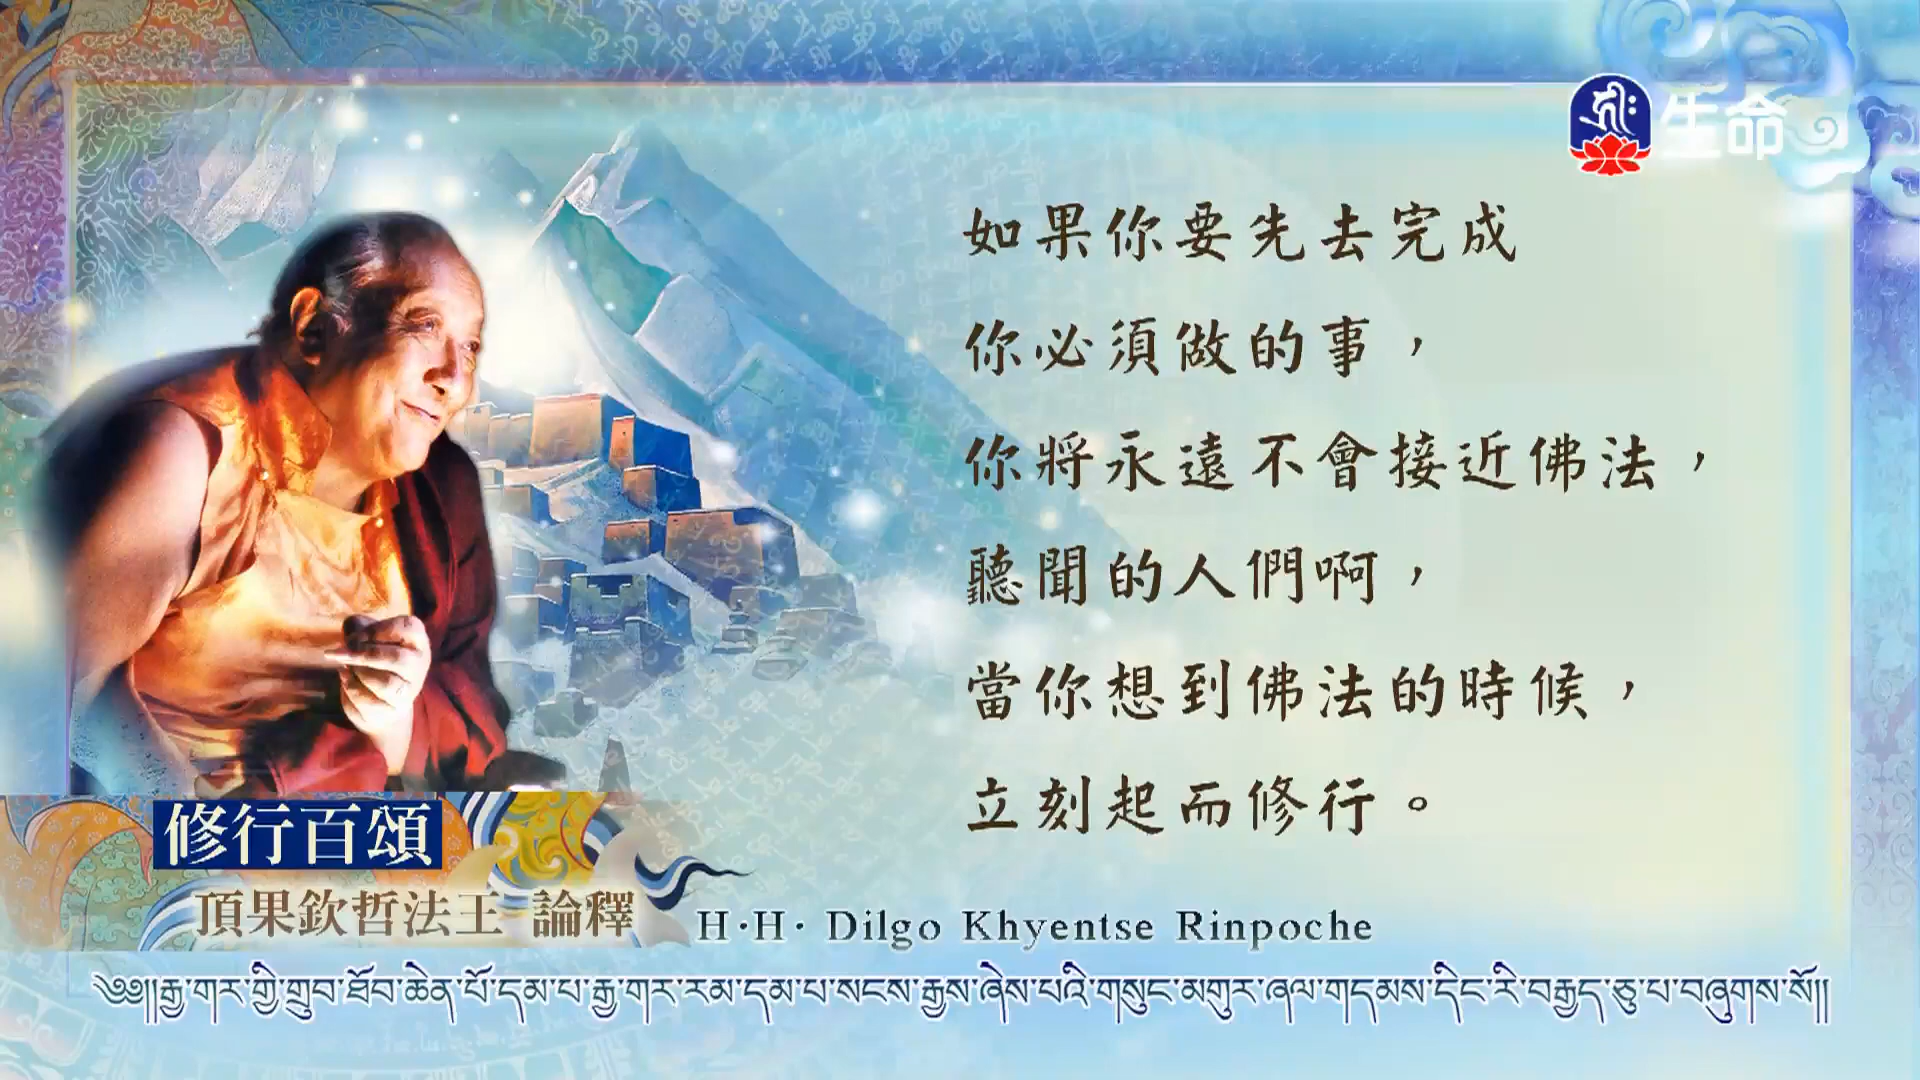 生命
如果你要先去完成
你必須做的事，
你將永遠不會接近佛法，
聽聞的人們啊，
當你想到佛法的時候，
立刻起而修行。
修行百頌
頂果欽哲法王 論釋
H·H· Dilgo Khyentse Rinpoche
༄༅།།རྒྱ་གར་གྱི་གྲུབ་ཐོབ་ཆེན་པོ་དམ་པ་རྒྱ་གར་རམ་དམ་པ་སངས་རྒྱས་ཞེས་པའི་གསུང་མགུར་ཞལ་གདམས་དིང་རི་བརྒྱད་ཅུ་པ་བཞུགས་སོ།།